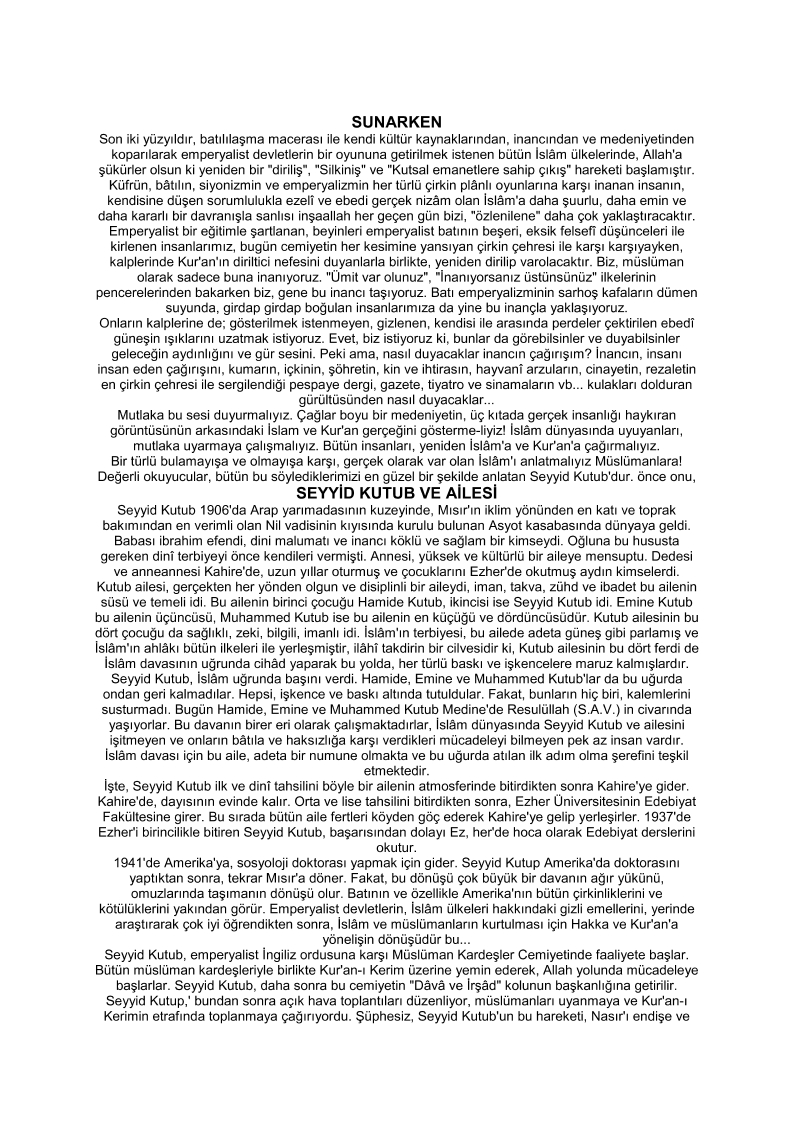 SUNARKEN
Son iki yüzyıldır, batılılaşma macerası ile kendi kültür kaynaklarından, inancından ve medeniyetinden
koparılarak emperyalist devletlerin bir oyununa getirilmek istenen bütün İslâm ülkelerinde, Allah'a
şükürler olsun ki yeniden bir "diriliş", "Silkiniş" ve "Kutsal emanetlere sahip çıkış" hareketi başlamıştır.
Küfrün, bâtılın, siyonizmin ve emperyalizmin her türlü çirkin plânlı oyunlarına karşı inanan insanın,
kendisine düşen sorumlulukla ezelî ve ebedi gerçek nizâm olan İslâm'a daha şuurlu, daha emin ve
daha kararlı bir davranışla sanlısı inşaallah her geçen gün bizi, "özlenilene" daha çok yaklaştıracaktır.
Emperyalist bir eğitimle şartlanan, beyinleri emperyalist batının beşeri, eksik felsefî düşünceleri ile
kirlenen insanlarımız, bugün cemiyetin her kesimine yansıyan çirkin çehresi ile karşı karşıyayken,
kalplerinde Kur'an'ın diriltici nefesini duyanlarla birlikte, yeniden dirilip varolacaktır. Biz, müslüman
olarak sadece buna inanıyoruz. "Ümit var olunuz", "İnanıyorsanız üstünsünüz" ilkelerinin
pencerelerinden bakarken biz, gene bu inancı taşıyoruz. Batı emperyalizminin sarhoş kafaların dümen
suyunda, girdap girdap boğulan insanlarımıza da yine bu inançla yaklaşıyoruz.
Onların kalplerine de; gösterilmek istenmeyen, gizlenen, kendisi ile arasında perdeler çektirilen ebedî
güneşin ışıklarını uzatmak istiyoruz. Evet, biz istiyoruz ki, bunlar da görebilsinler ve duyabilsinler
geleceğin aydınlığını ve gür sesini. Peki ama, nasıl duyacaklar inancın çağırışım? İnancın, insanı
insan eden çağırışını, kumarın, içkinin, şöhretin, kin ve ihtirasın, hayvanî arzuların, cinayetin, rezaletin
en çirkin çehresi ile sergilendiği pespaye dergi, gazete, tiyatro ve sinamaların vb... kulakları dolduran
gürültüsünden nasıl duyacaklar...
Mutlaka bu sesi duyurmalıyız. Çağlar boyu bir medeniyetin, üç kıtada gerçek insanlığı haykıran
görüntüsünün arkasındaki İslam ve Kur'an gerçeğini gösterme-liyiz! İslâm dünyasında uyuyanları,
mutlaka uyarmaya çalışmalıyız. Bütün insanları, yeniden İslâm'a ve Kur'an'a çağırmalıyız.
Bir türlü bulamayışa ve olmayışa karşı, gerçek olarak var olan İslâm'ı anlatmalıyız Müslümanlara!
Değerli okuyucular, bütün bu söylediklerimizi en güzel bir şekilde anlatan Seyyid Kutub'dur. önce onu,
SEYYİD KUTUB VE AİLESİ
Seyyid Kutub 1906'da Arap yarımadasının kuzeyinde, Mısır'ın iklim yönünden en katı ve toprak
bakımından en verimli olan Nil vadisinin kıyısında kurulu bulunan Asyot kasabasında dünyaya geldi.
Babası ibrahim efendi, dini malumatı ve inancı köklü ve sağlam bir kimseydi. Oğluna bu hususta
gereken dinî terbiyeyi önce kendileri vermişti. Annesi, yüksek ve kültürlü bir aileye mensuptu. Dedesi
ve anneannesi Kahire'de, uzun yıllar oturmuş ve çocuklarını Ezher'de okutmuş aydın kimselerdi.
Kutub ailesi, gerçekten her yönden olgun ve disiplinli bir aileydi, iman, takva, zühd ve ibadet bu ailenin
süsü ve temeli idi. Bu ailenin birinci çocuğu Hamide Kutub, ikincisi ise Seyyid Kutub idi. Emine Kutub
bu ailenin üçüncüsü, Muhammed Kutub ise bu ailenin en küçüğü ve dördüncüsüdür. Kutub ailesinin bu
dört çocuğu da sağlıklı, zeki, bilgili, imanlı idi. İslâm'ın terbiyesi, bu ailede adeta güneş gibi parlamış ve
İslâm'ın ahlâkı bütün ilkeleri ile yerleşmiştir, ilâhî takdirin bir cilvesidir ki, Kutub ailesinin bu dört ferdi de
İslâm davasının uğrunda cihâd yaparak bu yolda, her türlü baskı ve işkencelere maruz kalmışlardır.
Seyyid Kutub, İslâm uğrunda başını verdi. Hamide, Emine ve Muhammed Kutub'lar da bu uğurda
ondan geri kalmadılar. Hepsi, işkence ve baskı altında tutuldular. Fakat, bunların hiç biri, kalemlerini
susturmadı. Bugün Hamide, Emine ve Muhammed Kutub Medine'de Resulüllah (S.A.V.) in civarında
yaşıyorlar. Bu davanın birer eri olarak çalışmaktadırlar, İslâm dünyasında Seyyid Kutub ve ailesini
işitmeyen ve onların bâtıla ve haksızlığa karşı verdikleri mücadeleyi bilmeyen pek az insan vardır.
İslâm davası için bu aile, adeta bir numune olmakta ve bu uğurda atılan ilk adım olma şerefini teşkil
etmektedir.
İşte, Seyyid Kutub ilk ve dinî tahsilini böyle bir ailenin atmosferinde bitirdikten sonra Kahire'ye gider.
Kahire'de, dayısının evinde kalır. Orta ve lise tahsilini bitirdikten sonra, Ezher Üniversitesinin Edebiyat
Fakültesine girer. Bu sırada bütün aile fertleri köyden göç ederek Kahire'ye gelip yerleşirler. 1937'de
Ezher'i birincilikle bitiren Seyyid Kutub, başarısından dolayı Ez, her'de hoca olarak Edebiyat derslerini
okutur.
1941'de Amerika'ya, sosyoloji doktorası yapmak için gider. Seyyid Kutup Amerika'da doktorasını
yaptıktan sonra, tekrar Mısır'a döner. Fakat, bu dönüşü çok büyük bir davanın ağır yükünü,
omuzlarında taşımanın dönüşü olur. Batının ve özellikle Amerika'nın bütün çirkinliklerini ve
kötülüklerini yakından görür. Emperyalist devletlerin, İslâm ülkeleri hakkındaki gizli emellerini, yerinde
araştırarak çok iyi öğrendikten sonra, İslâm ve müslümanların kurtulması için Hakka ve Kur'an'a
yönelişin dönüşüdür bu...
Seyyid Kutub, emperyalist İngiliz ordusuna karşı Müslüman Kardeşler Cemiyetinde faaliyete başlar.
Bütün müslüman kardeşleriyle birlikte Kur'an-ı Kerim üzerine yemin ederek, Allah yolunda mücadeleye
başlarlar. Seyyid Kutub, daha sonra bu cemiyetin "Dâvâ ve İrşâd" kolunun başkanlığına getirilir.
Seyyid Kutup,' bundan sonra açık hava toplantıları düzenliyor, müslümanları uyanmaya ve Kur'an-ı
Kerimin etrafında toplanmaya çağırıyordu. Şüphesiz, Seyyid Kutub'un bu hareketi, Nasır'ı endişe ve